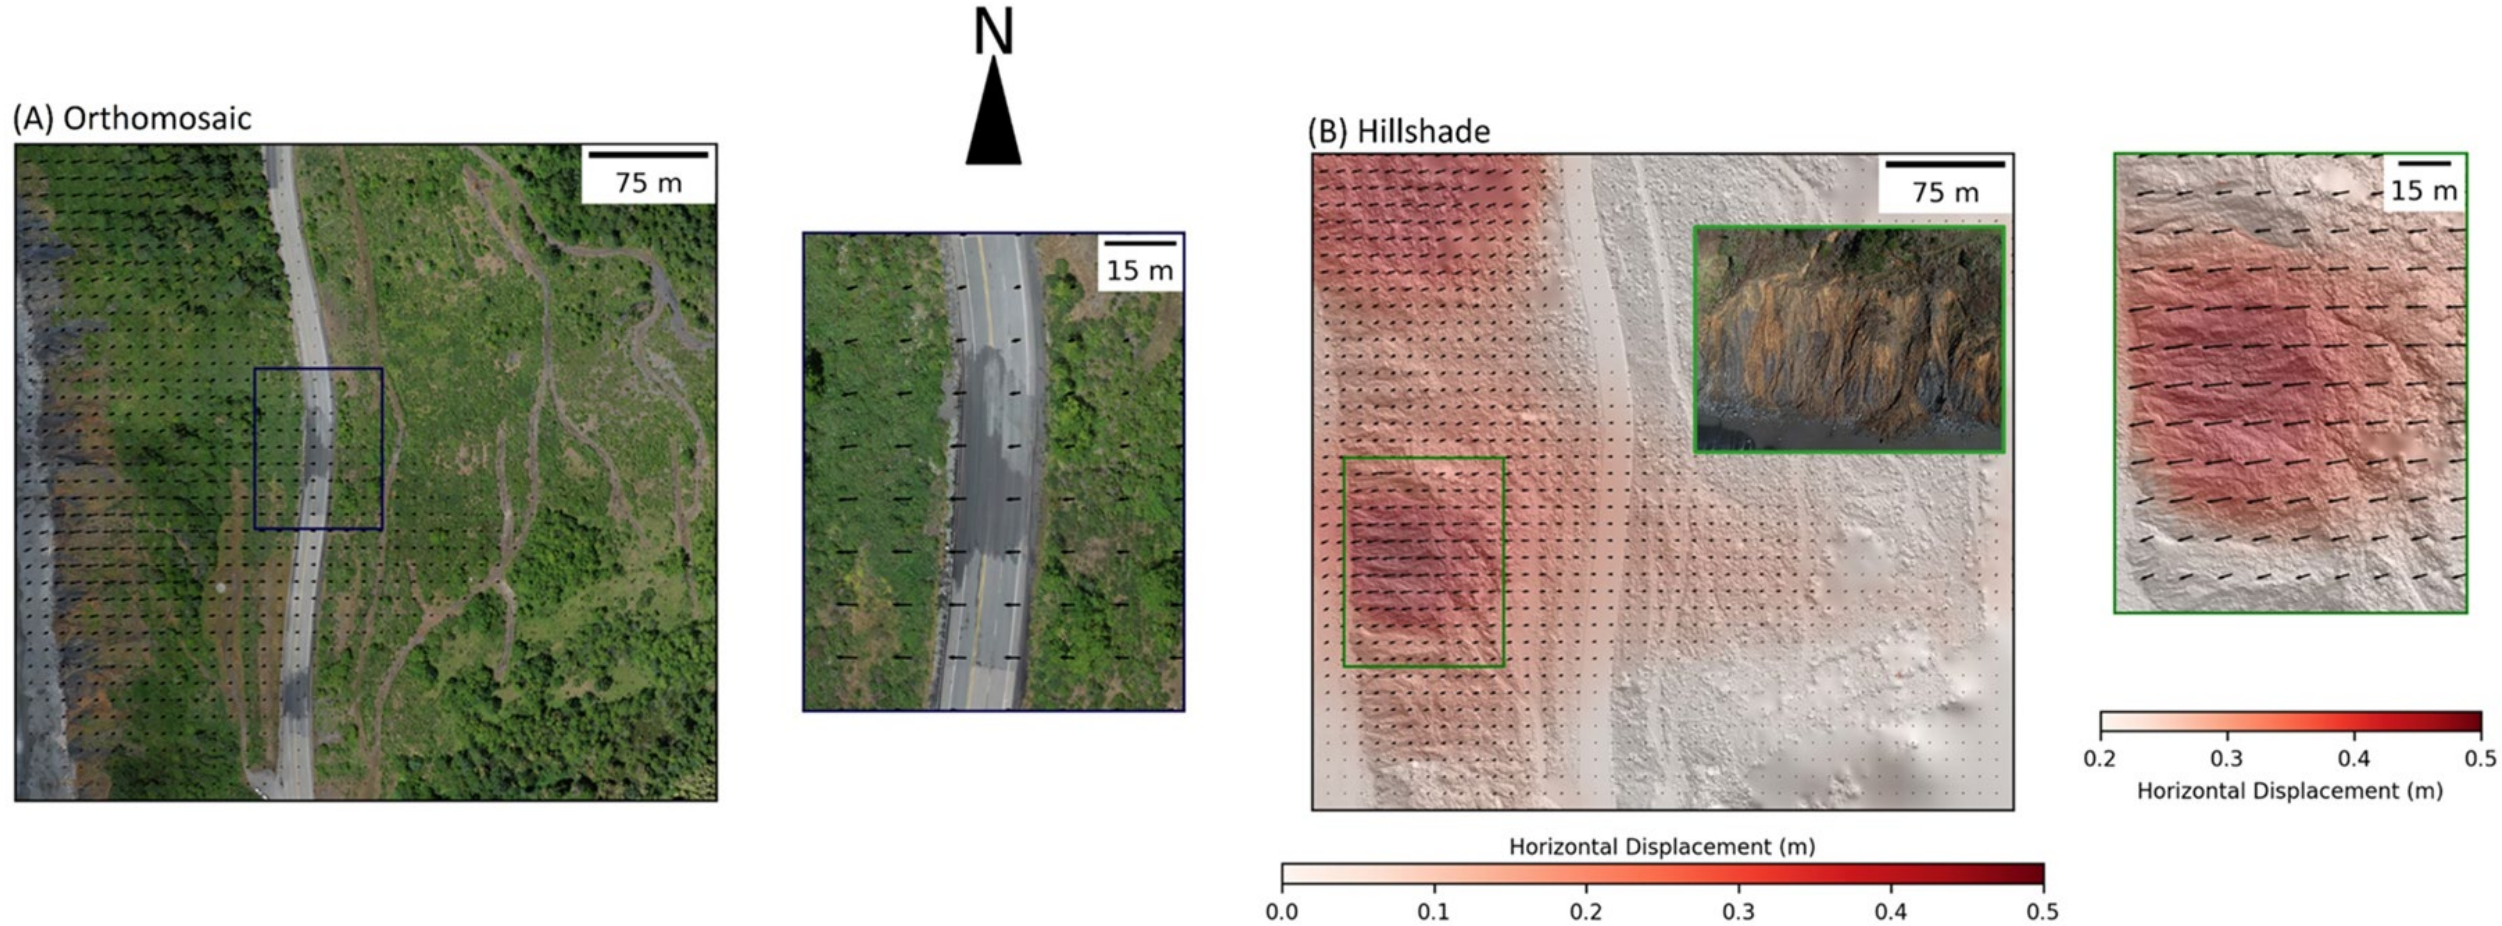 N
(A) Orthomosaic
75 m
15 m
(B) Hillshade
75 m
15 m
0.2 0.3 0.4 0.5
Horizontal Displacement (m)
Horizontal Displacement (m)
0.0 0.1 0.2 0.3 0.4 0.5